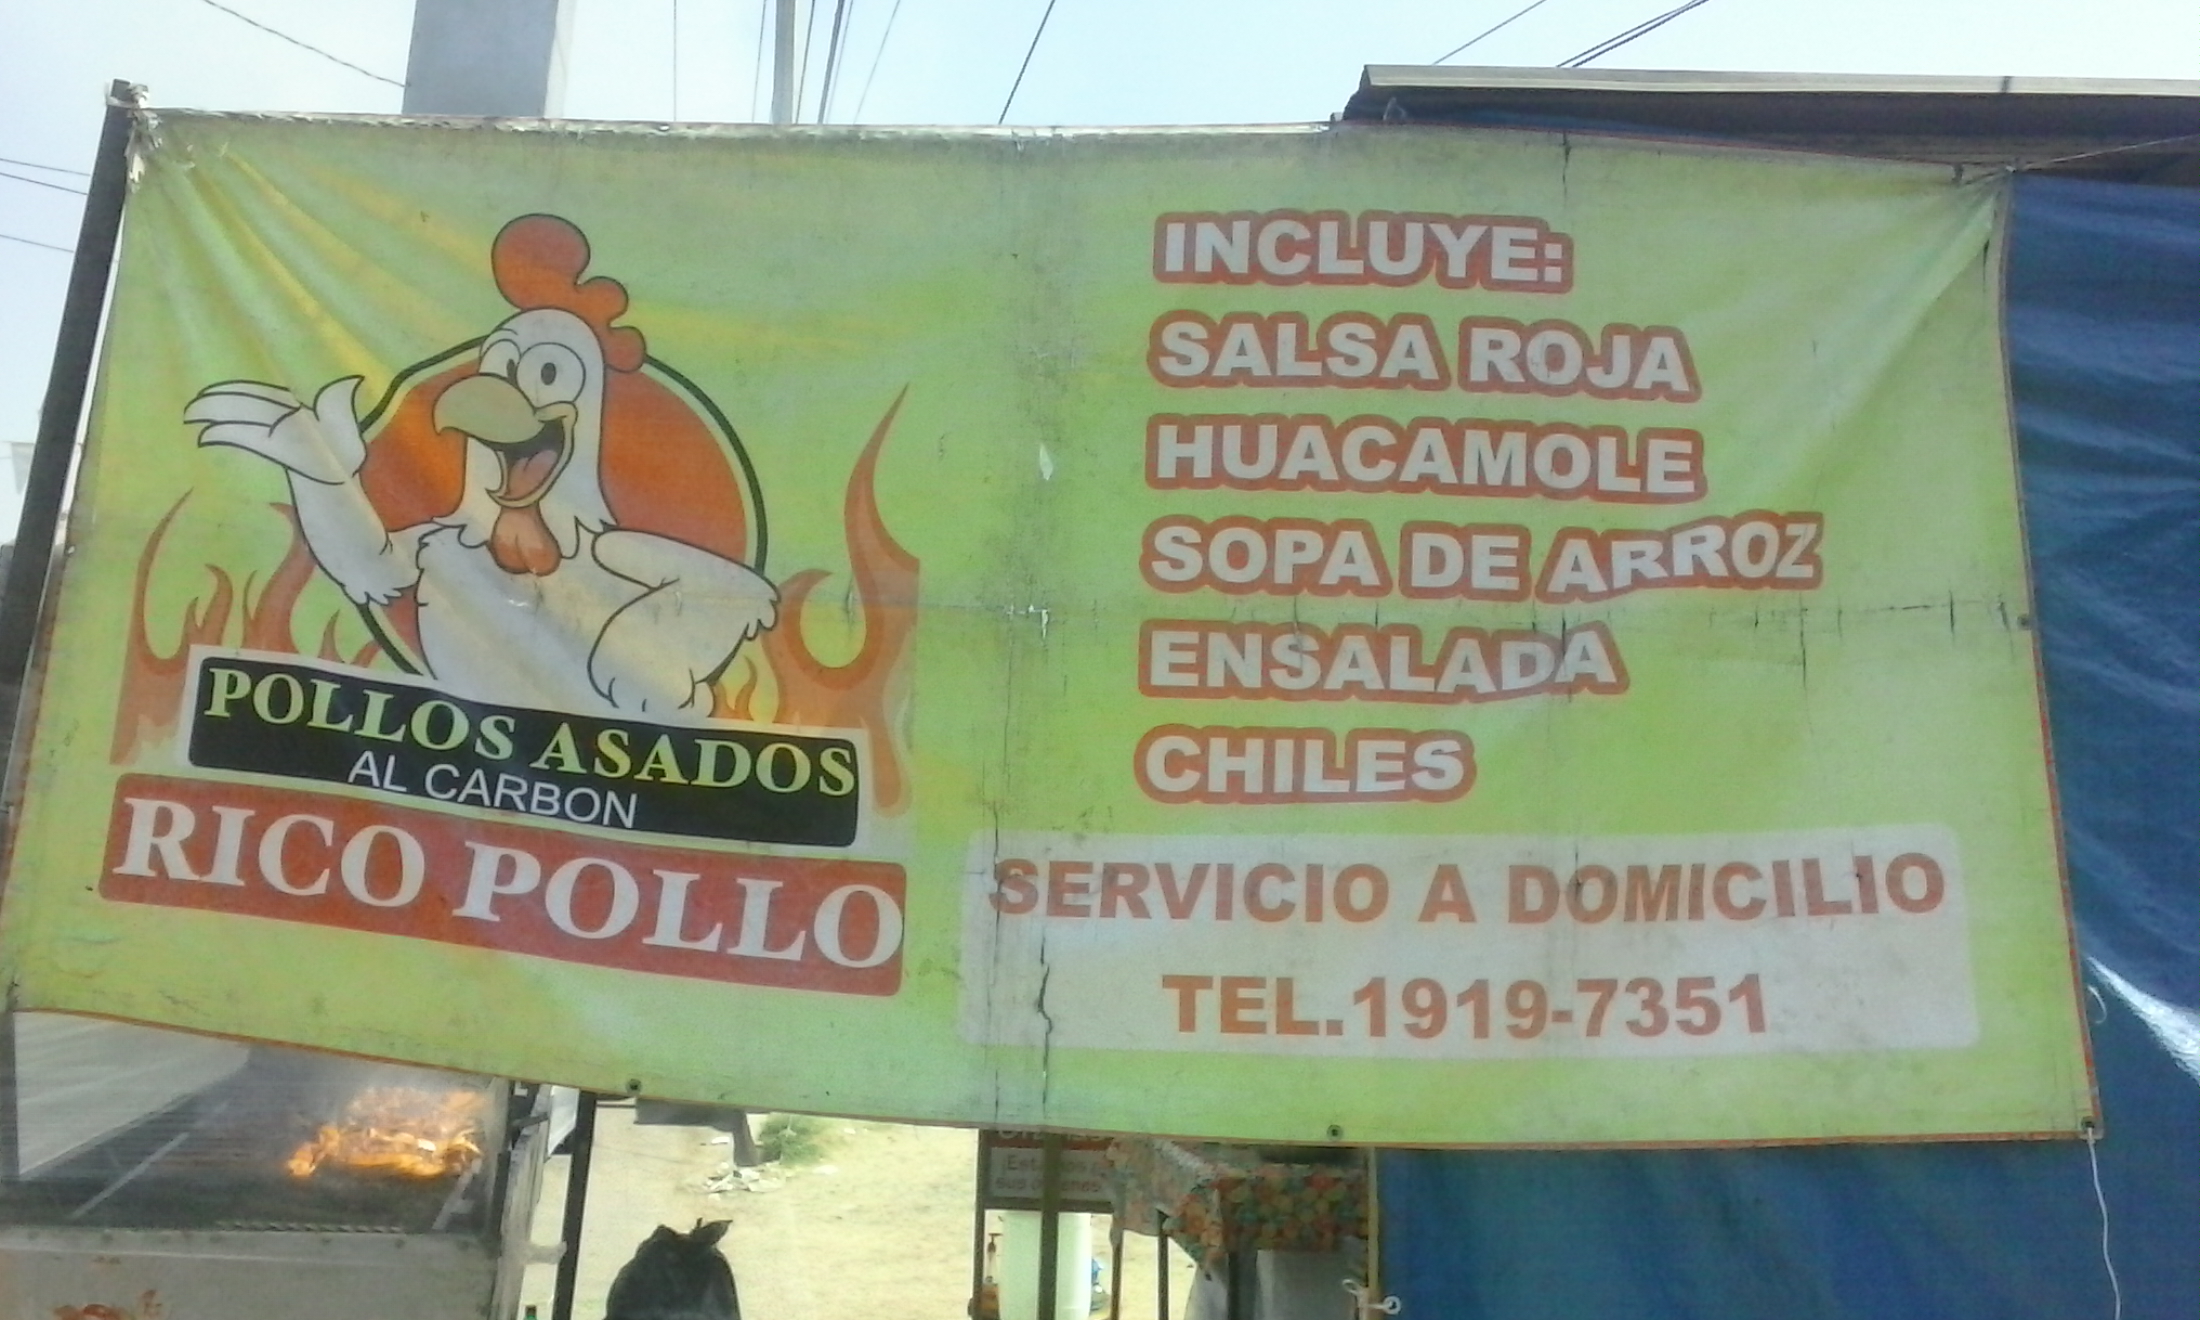 POLLOS ASADOS
AL CARBON
RICO POLLO
INCLUYE:
SALSA ROJA
HUACAMOLE
SOPA DE ARROZ
ENSALADA
CHILES
SERVICIO A DOMICILIO
TEL.1919-7351